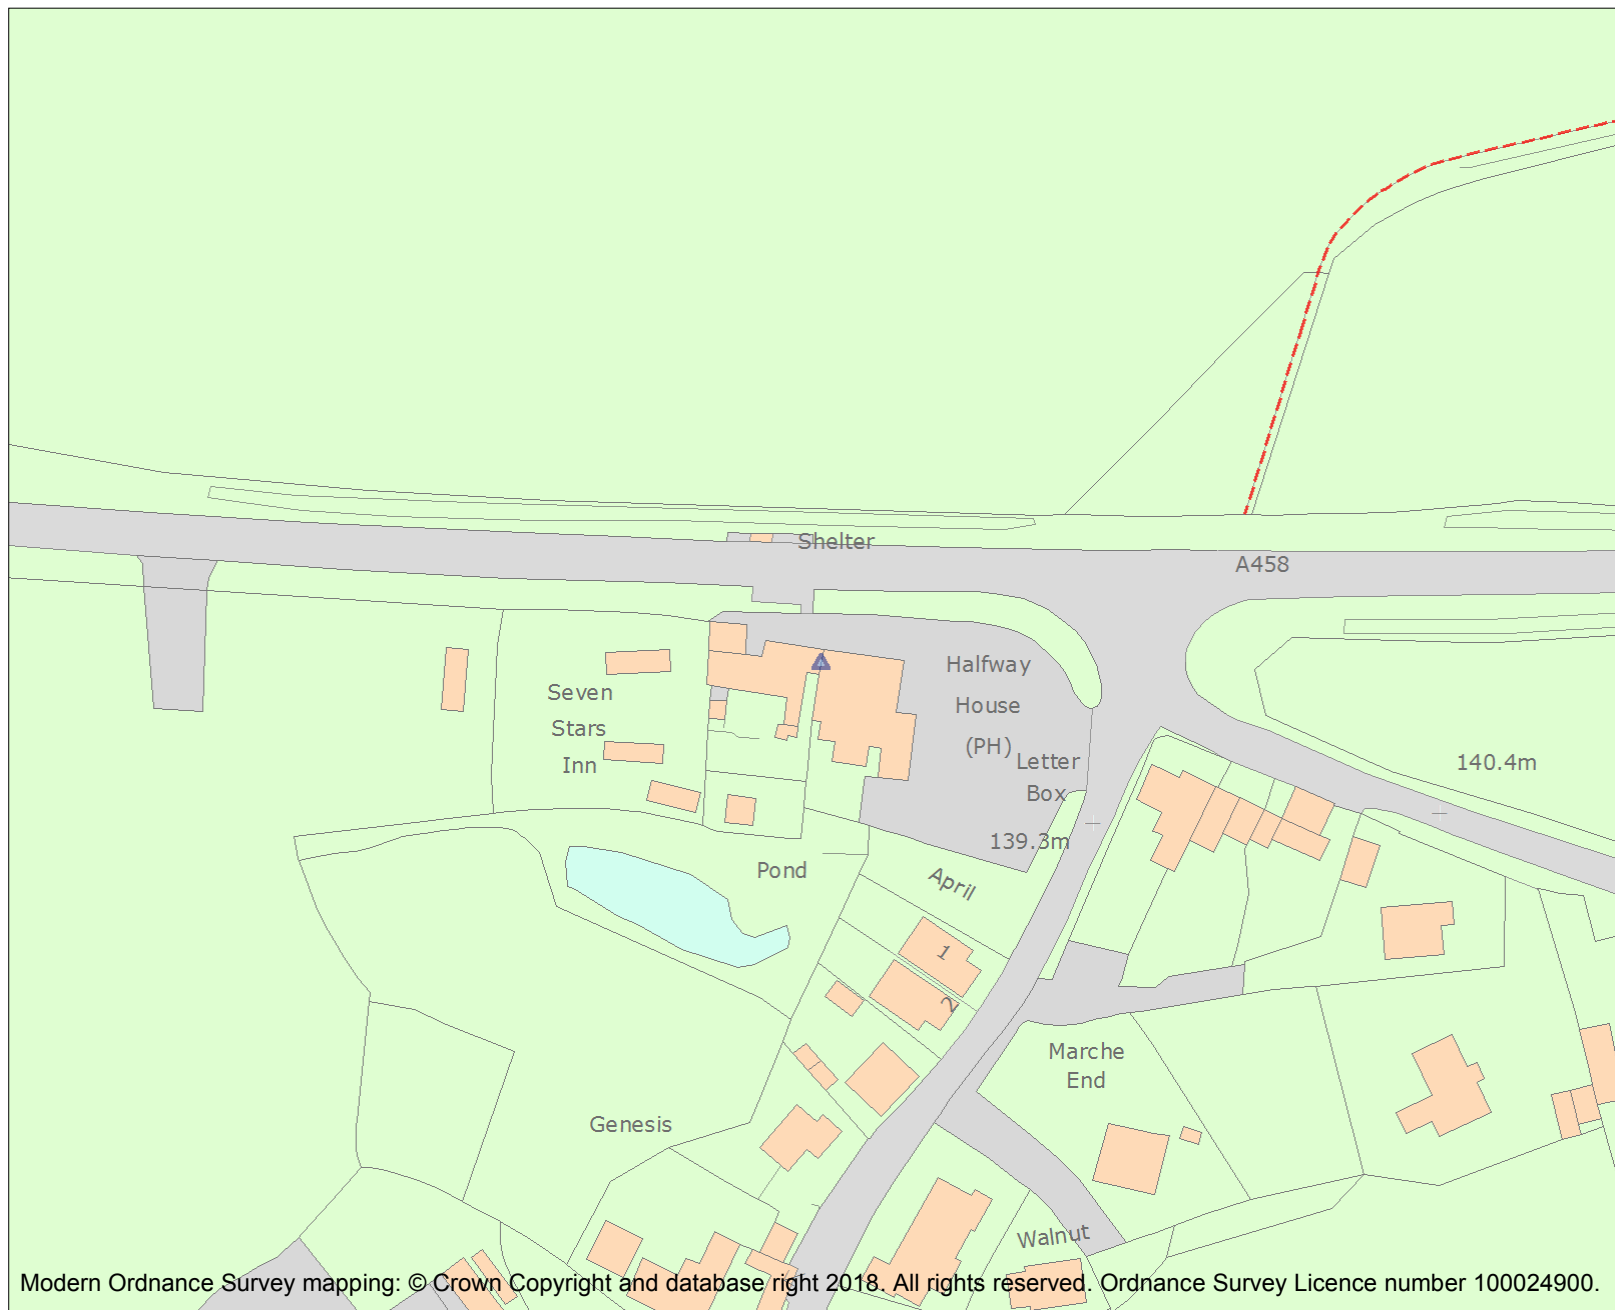 Shelter
A458
Halfway
House
(PH)
Seven
Stars
Inn
Letter
Box
140.4m
139.3m
Pond
April
1
2
Marche
End
Genesis
Walnut
Modern Ordnance Survey mapping: © Crown Copyright and database right 2018. All rights reserved. Ordnance Survey Licence number 100024900.